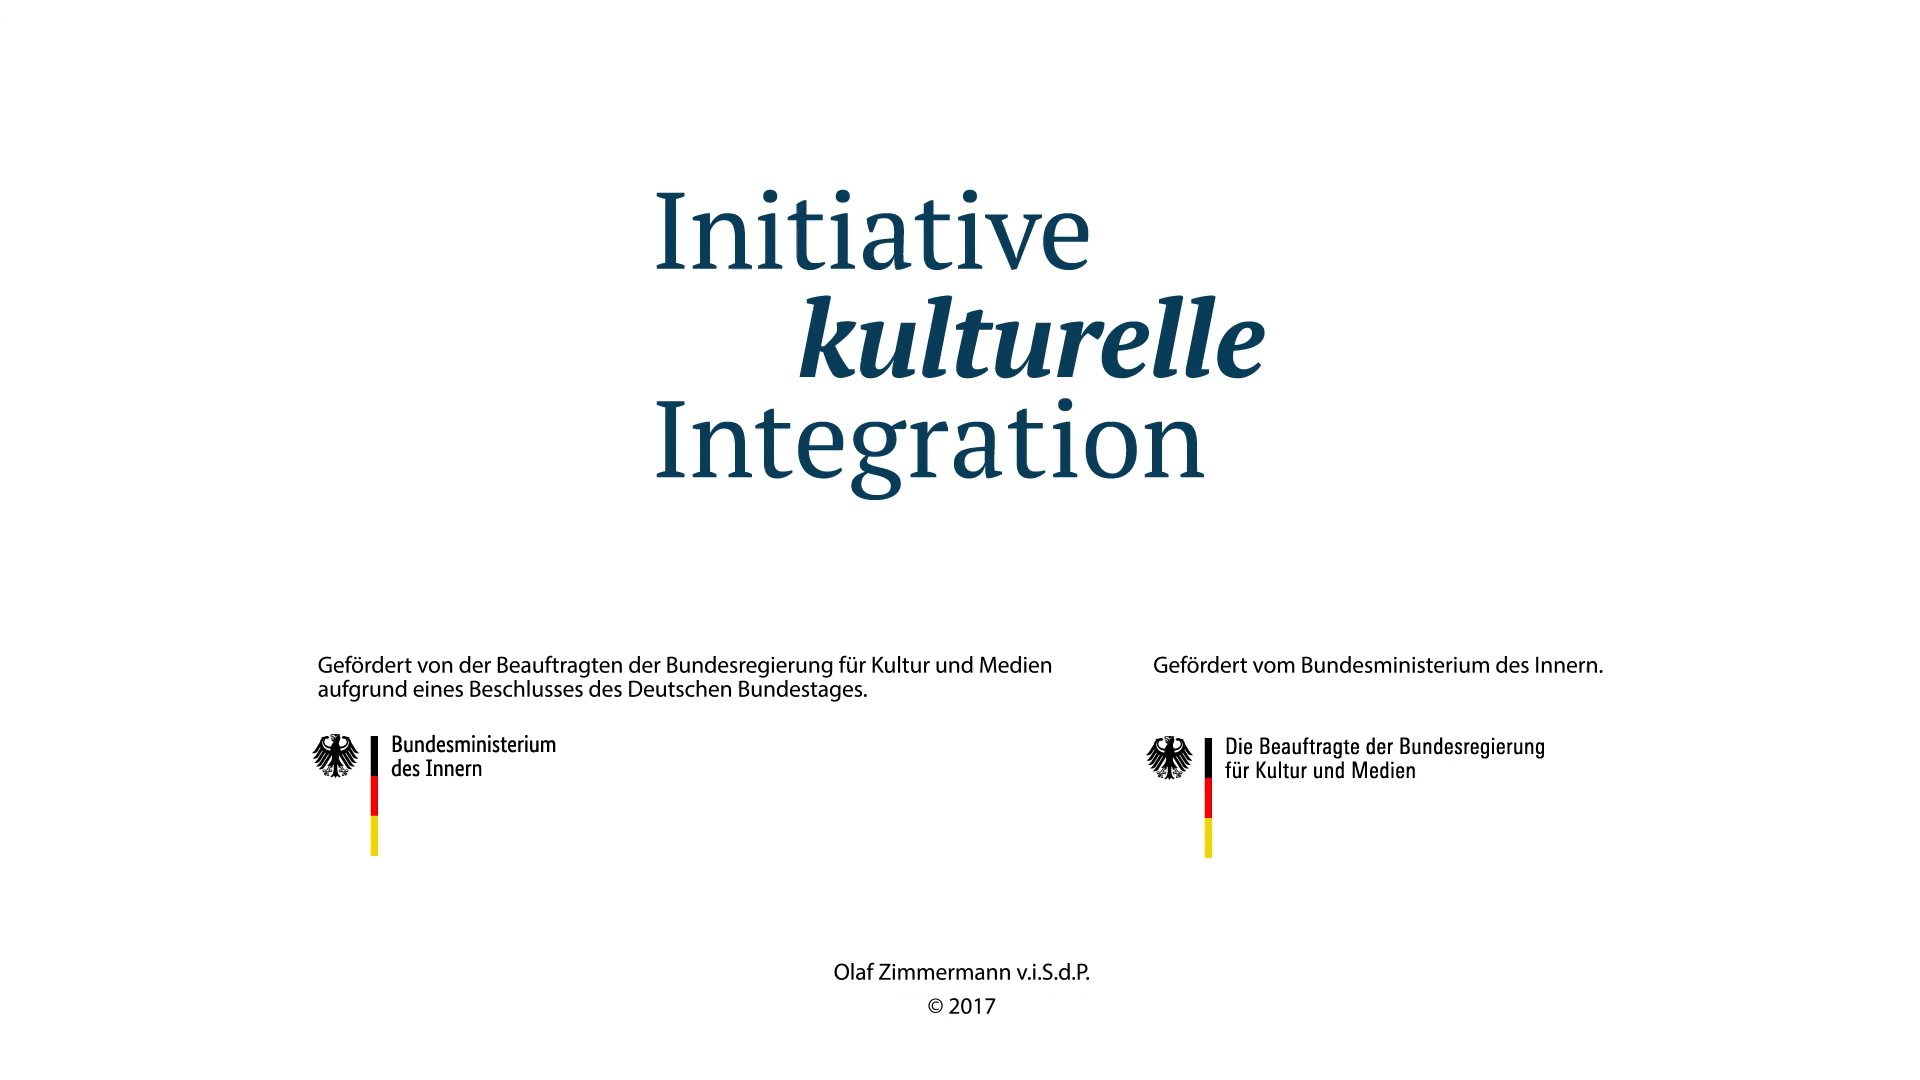 Initiative
kulturelle
Integration
Gefördert von der Beauftragten der Bundesregierung für Kultur und Medien
aufgrund eines Beschlusses des Deutschen Bundestages.
Bundesministerium
des Innern
Gefördert vom Bundesministerium des Innern.
Die Beauftragte der Bundesregierung
für Kultur und Medien
Olaf Zimmermann v.i.S.d.P.
© 2017